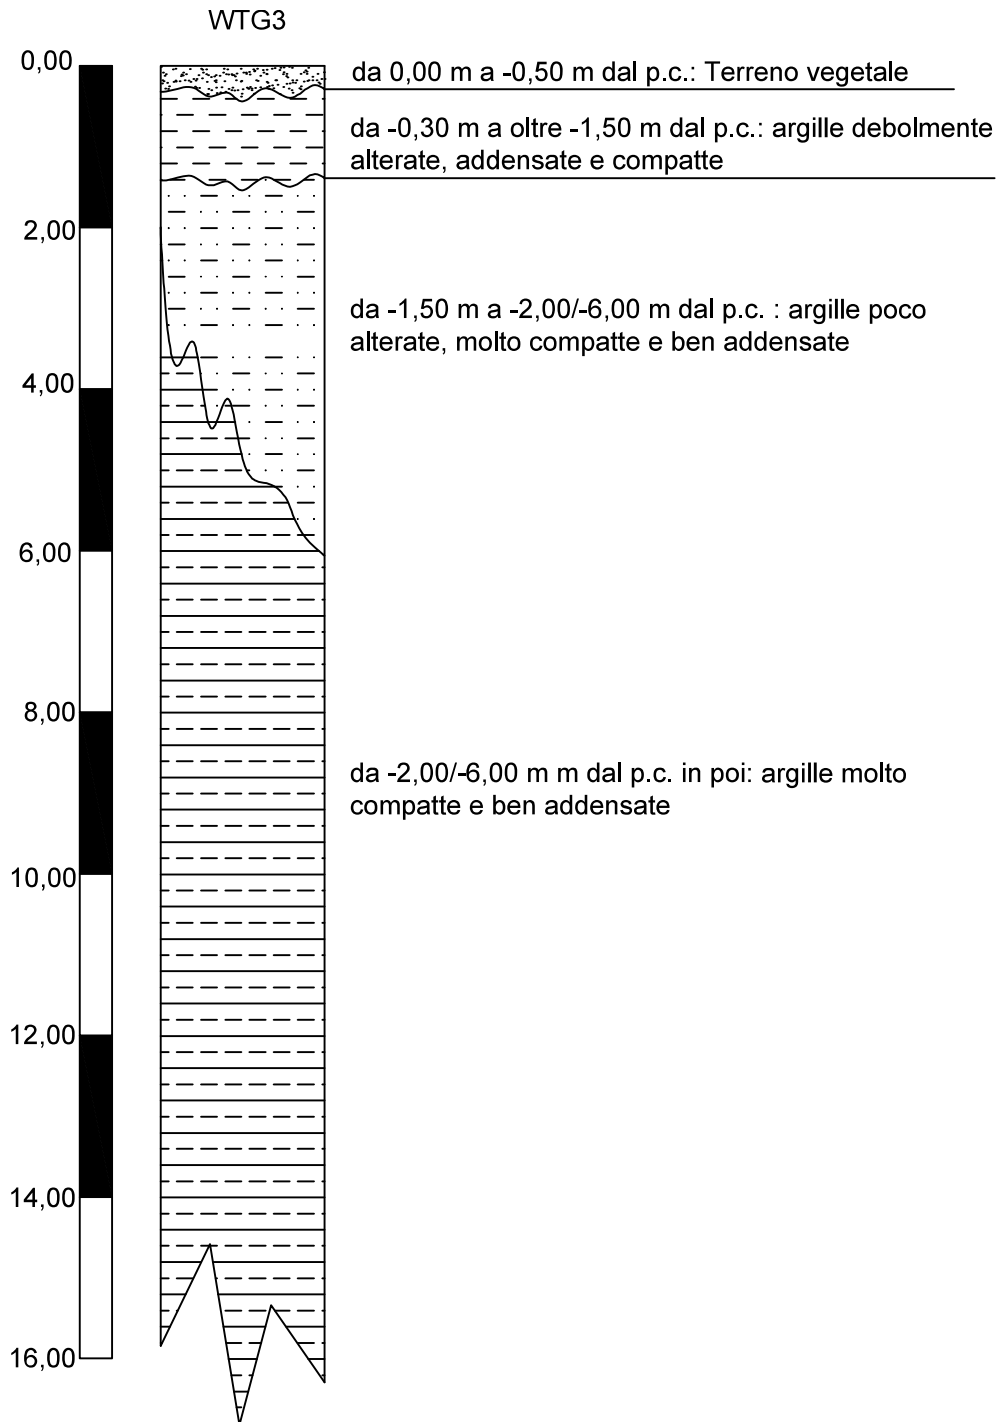 WTG3
0,00
da 0,00 m a -0,50 m dal p.c.: Terreno vegetale
da -0,30 m a oltre -1,50 m dal p.c.: argille debolmente
alterate, addensate e compatte
2,00
da -1,50 m a -2,00/-6,00 m dal p.c. : argille poco
alterate, molto compatte e ben addensate
4,00
6,00
8,00
da -2,00/-6,00 m m dal p.c. in poi: argille molto
compatte e ben addensate
10,00
12,00
14,00
16,00